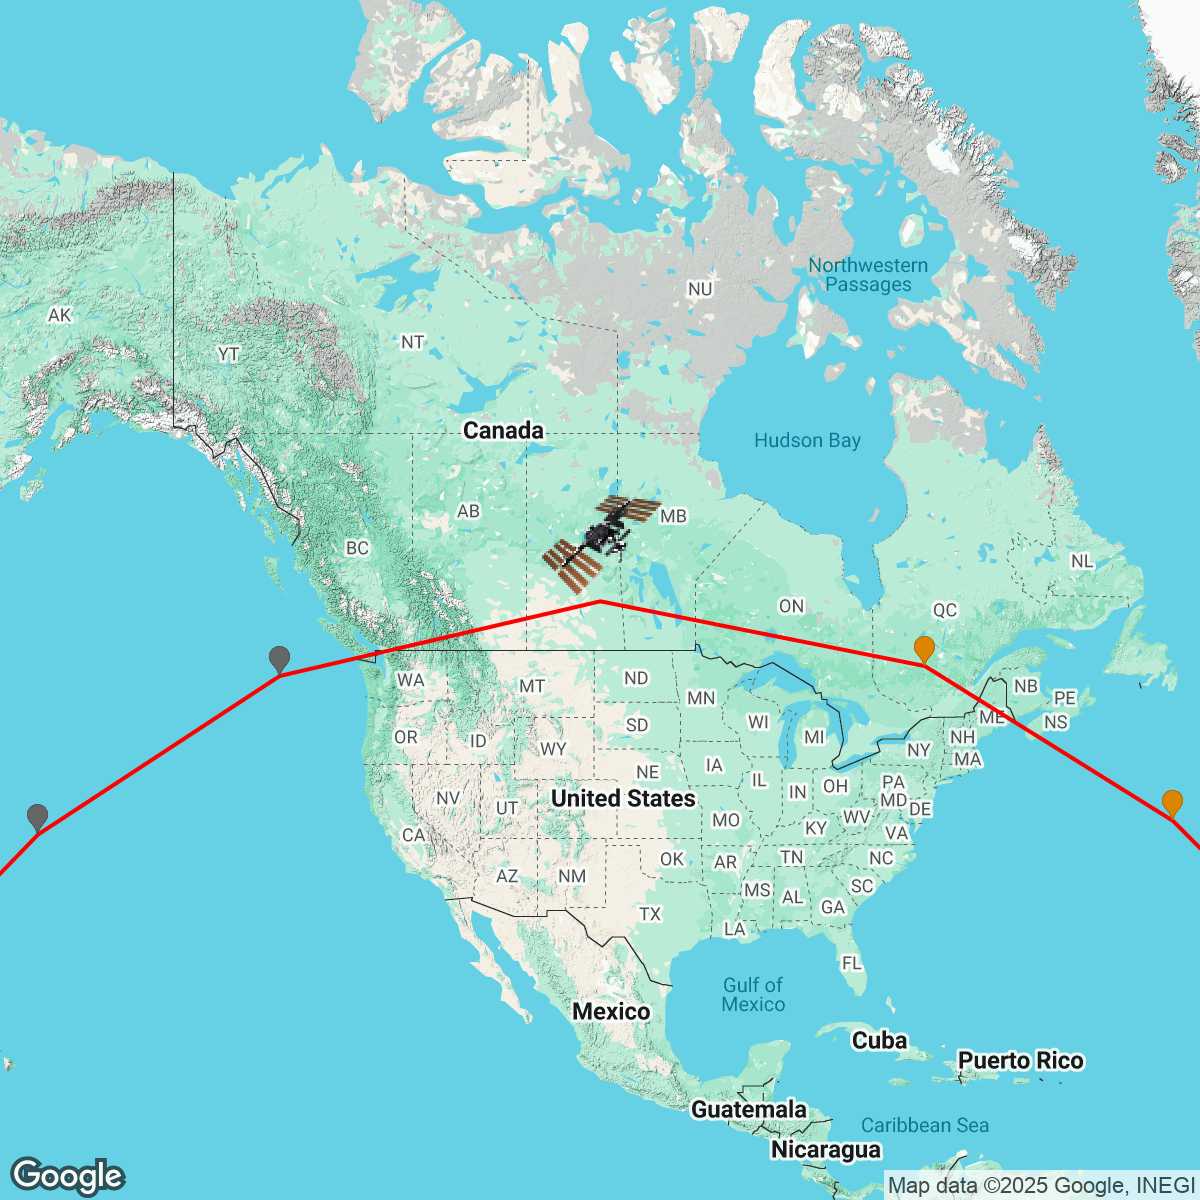 Northwestern
Passages
NU
AK
NT
YT
Canada
Hudson Bay
AB
MB
BC
NL
ON
QC
WA
MT
ND
NB
PE
MN
ME
NS
OR
ID
SD
WI
MI
NH
WY
NY
MA
IA
NE
IL
OH
PA
IN
NV
UT
United States
MD
DE
MO
WV
KY
VA
CA
CO
OK
AR
TN
NC
AZ
NM
MS
AL
SC
GA
TX
LA
FL
Gulf of
Mexico
Mexico
Cuba
Puerto Rico
Guatemala
Caribbean Sea
Nicaragua
Google
Map data ©2025 Google, INEGI